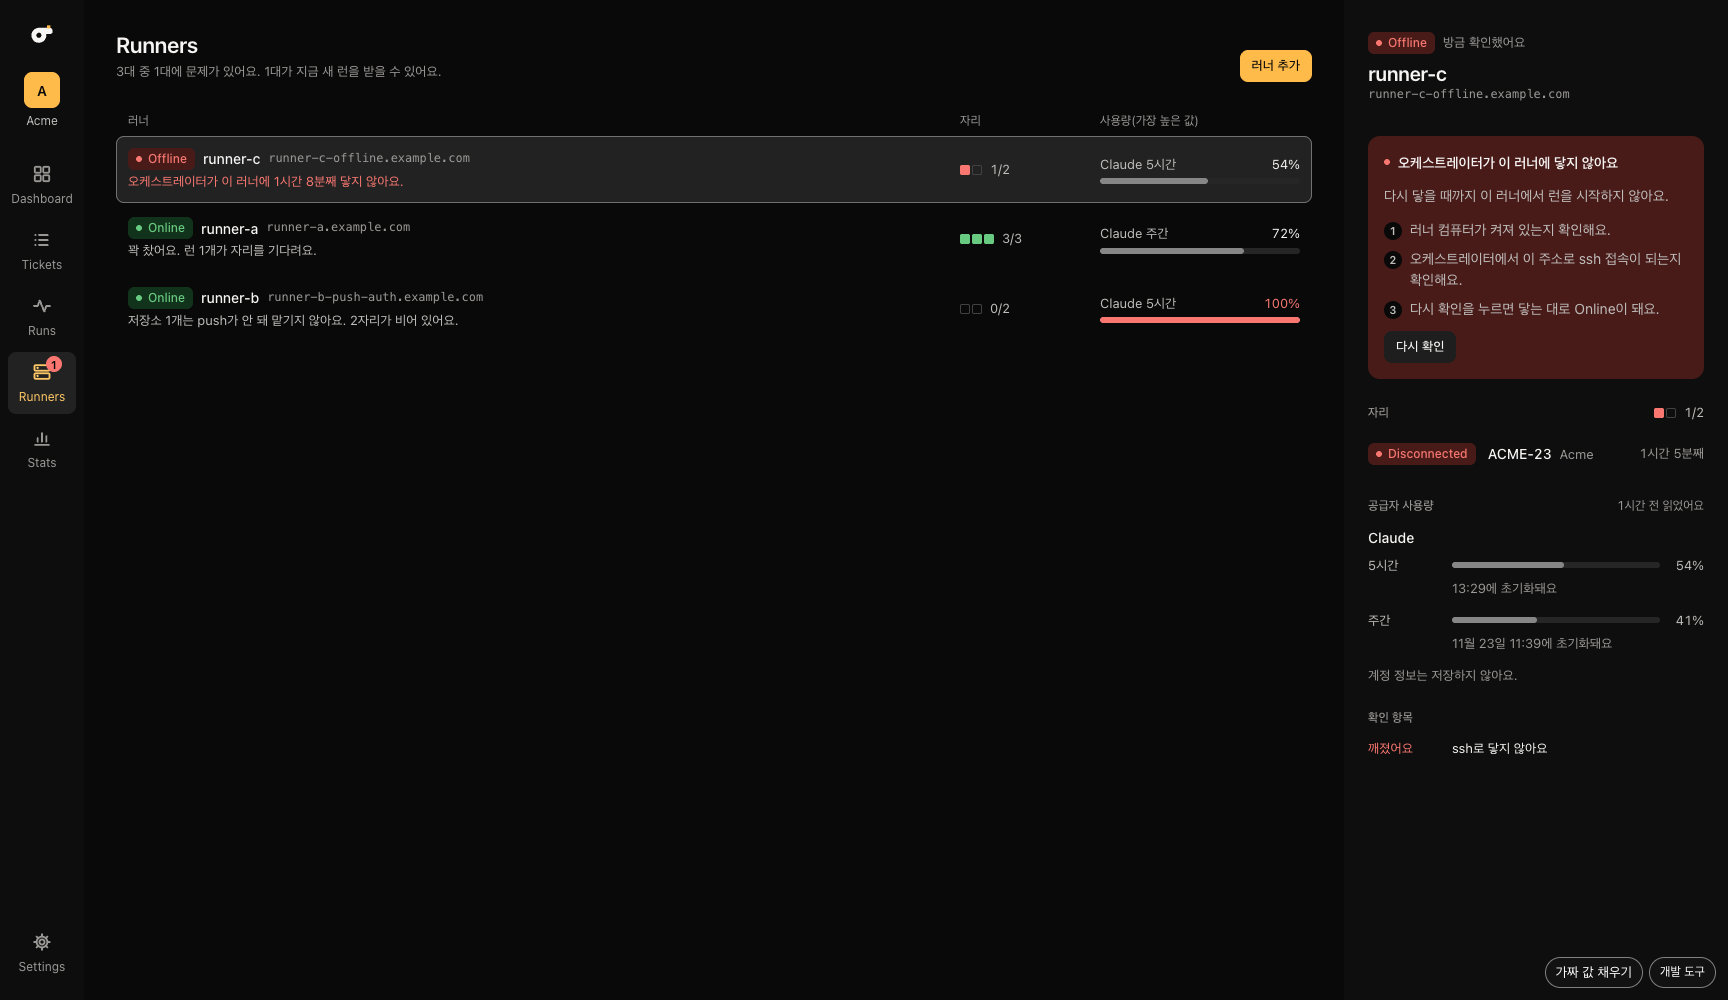 A
Acme
Dashboard
Tickets
Runs
1
Runners
Stats
Settings
Runners
3대 중 1대에 문제가 있어요. 1대가 지금 새 런을 받을 수 있어요.
러너 추가
러너 자리 사용량(가장 높은 값)
Offline runner-c runner-c-offline.example.com
오케스트레이터가 이 러너에 1시간 8분째 닿지 않아요.
1/2
Claude 5시간 54%
Online runner-a runner-a.example.com
꽉 찼어요. 런 1개가 자리를 기다려요.
3/3
Claude 주간 72%
Online runner-b runner-b-push-auth.example.com
저장소 1개는 push가 안 돼 맡기지 않아요. 2자리가 비어 있어요.
0/2
Claude 5시간 100%
Offline 방금 확인했어요
runner-c
runner-c-offline.example.com
오케스트레이터가 이 러너에 닿지 않아요
다시 닿을 때까지 이 러너에서 런을 시작하지 않아요.
1 러너 컴퓨터가 켜져 있는지 확인해요.
2 오케스트레이터에서 이 주소로 ssh 접속이 되는지
확인해요.
3 다시 확인을 누르면 닿는 대로 Online이 돼요.
다시 확인
자리 1/2
Disconnected ACME-23 Acme 1시간 5분째
공급자 사용량 1시간 전 읽었어요
Claude
5시간 54%
13:29에 초기화돼요
주간 41%
11월 23일 11:39에 초기화돼요
계정 정보는 저장하지 않아요.
확인 항목
깨졌어요 ssh로 닿지 않아요
가짜 값 채우기 개발 도구